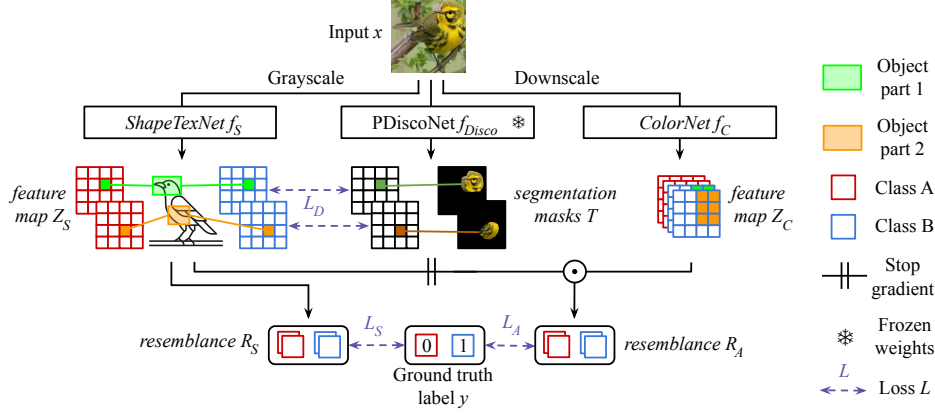 Input x
Grayscale
Downscale
ShapeTexNet f_S
PDiscoNet f_Disco
ColorNet f_C
feature
map Z_S
L_D
segmentation
masks T
feature
map Z_C
resemblance R_S
L_S
0 1
L_A
resemblance R_A
Ground truth
label y
Object
part 1
Object
part 2
Class A
Class B
Stop
gradient
Frozen
weights
L
Loss L